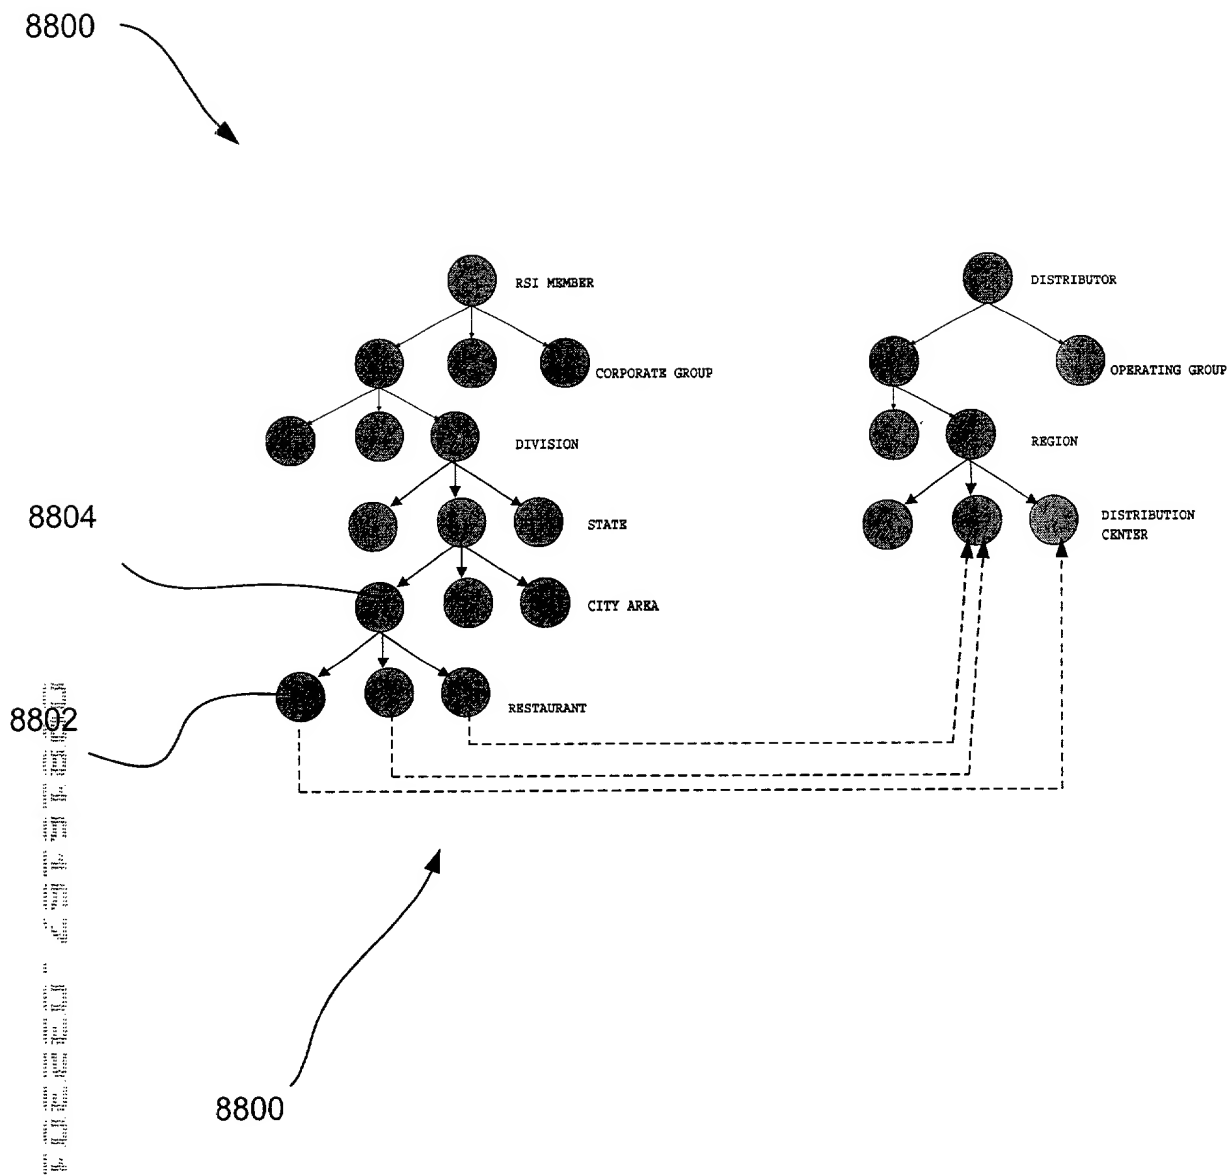 8800
RSI MEMBER
DISTRIBUTOR
CORPORATE GROUP
OPERATING GROUP
DIVISION
REGION
8804
STATE
DISTRIBUTION
CENTER
CITY AREA
8802
RESTAURANT
8800